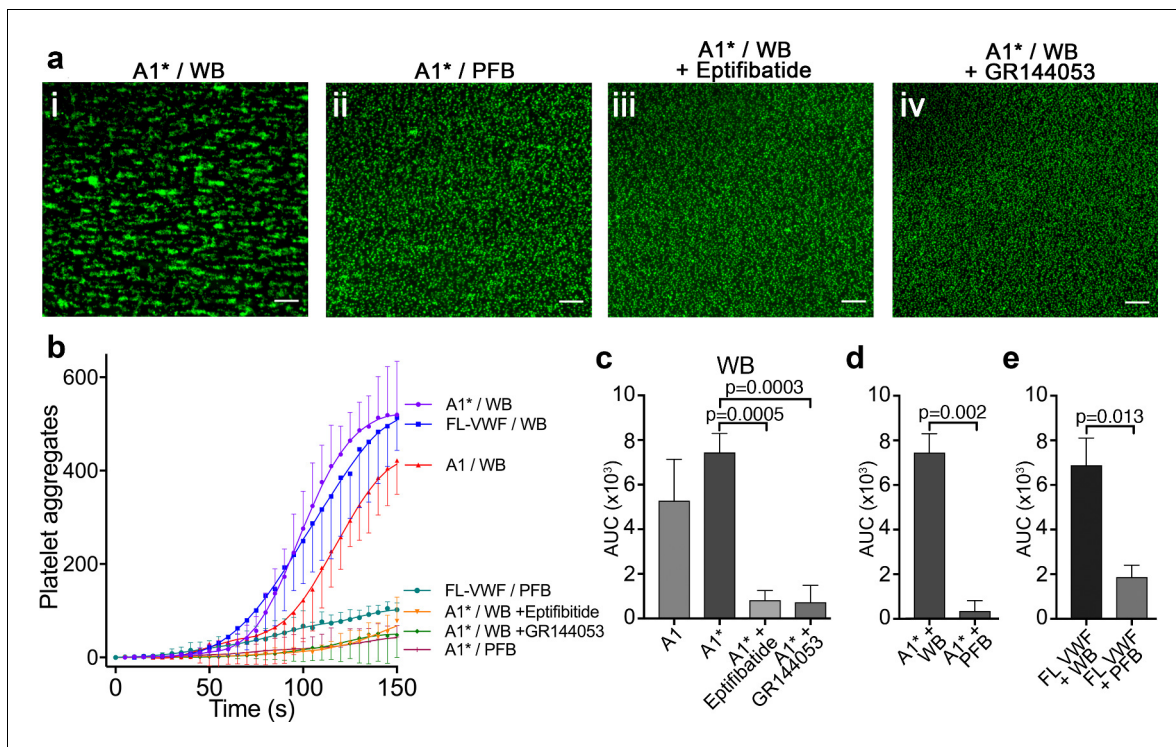 a
A1* / WB
A1* / PFB
A1* / WB
+ Eptifibatide
A1* / WB
+ GR144053
i
ii
iii
iv
b
Platelet aggregates
600
400
200
0
0
50
100
150
Time (s)
A1* / WB
FL-VWF / WB
A1 / WB
FL-VWF / PFB
A1* / WB +Eptifibitide
A1* / WB +GR144053
A1* / PFB
c
WB
AUC (x10³)
10
8
6
4
2
0
p=0.0003
p=0.0005
A1
A1*
A1* +
Eptifibatide
A1* +
GR144053
d
AUC (x10³)
10
8
6
4
2
0
p=0.002
A1* +
WB
A1* +
PFB
e
AUC (x10³)
10
8
6
4
2
0
p=0.013
FL VWF
+ WB
FL VWF
+ PFB